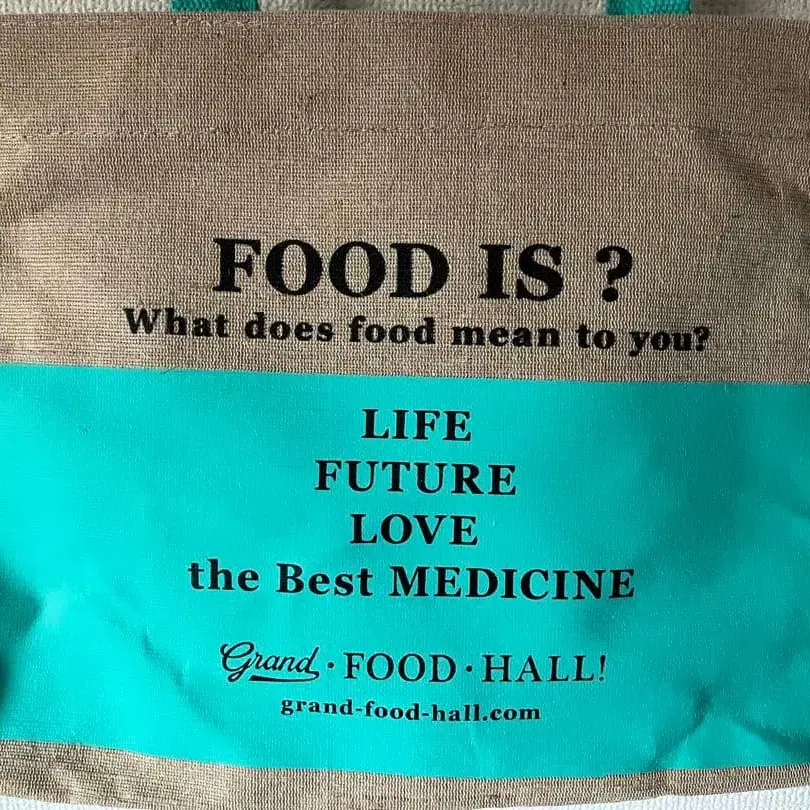 FOOD IS ?
What does food mean to you?
LIFE
FUTURE
LOVE
the Best MEDICINE
Grand · FOOD · HALL!
grand-food-hall.com